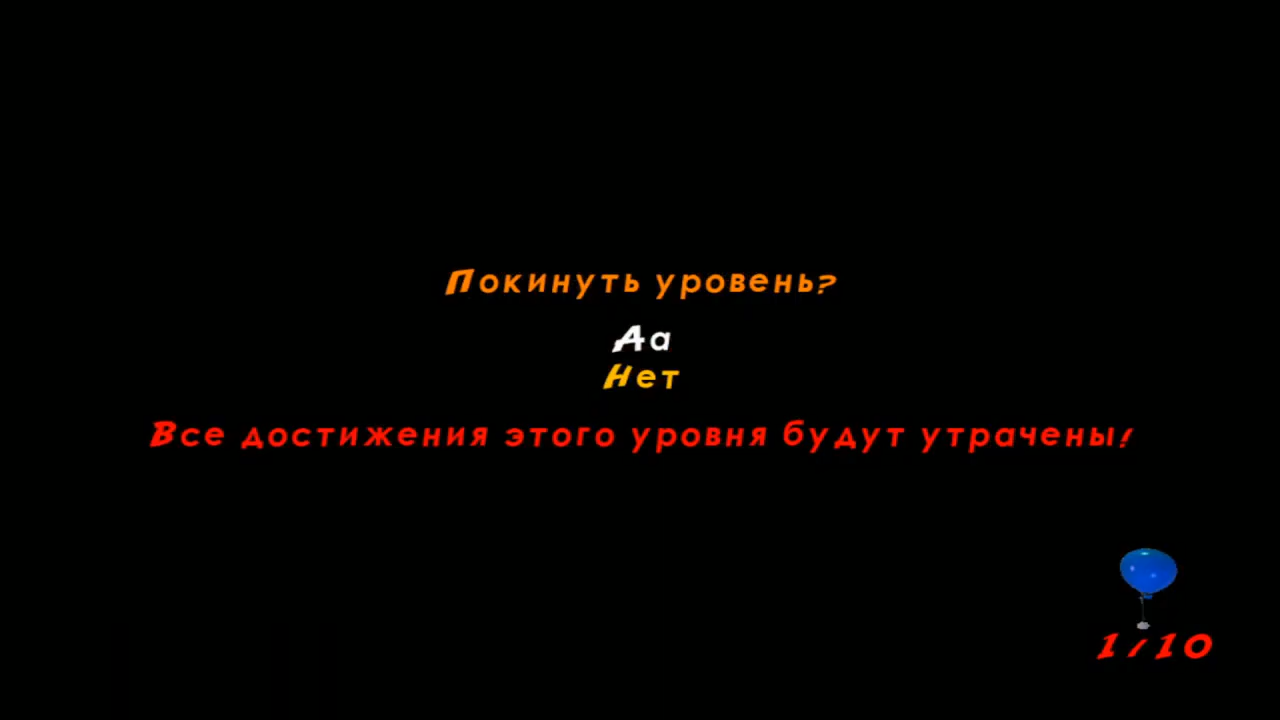 Покинуть уровень?
Да
Нет
Все достижения этого уровня будут утрачены!
1/10